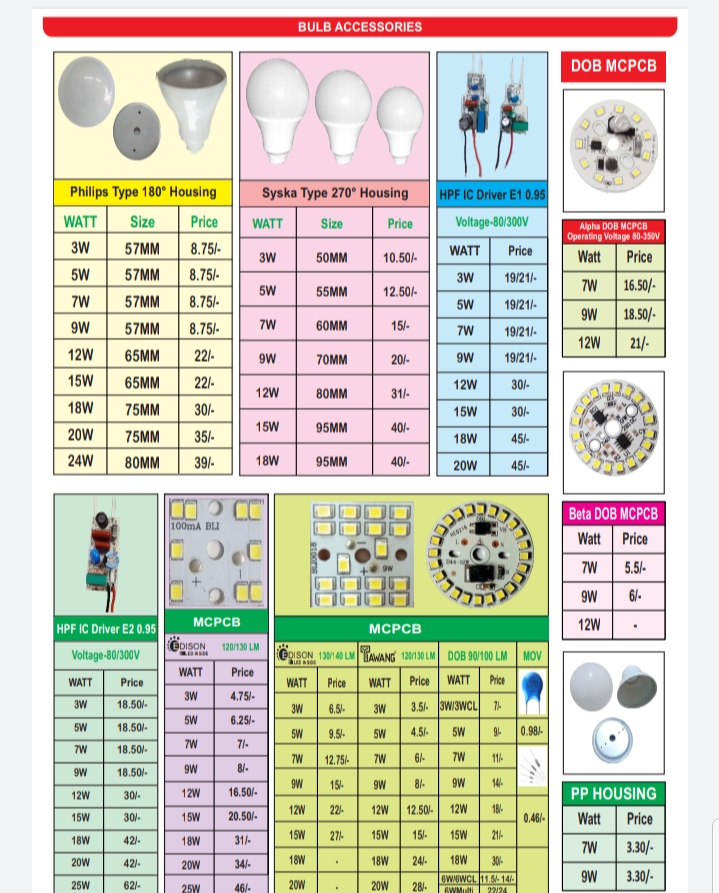 BULB ACCESSORIES
Philips Type 180° Housing
WATT Size Price
3W 57MM 8.75/-
5W 57MM 8.75/-
7W 57MM 8.75/-
9W 57MM 8.75/-
12W 65MM 22/-
15W 65MM 22/-
18W 75MM 30/-
20W 75MM 35/-
24W 80MM 39/-
Syska Type 270° Housing
WATT Size Price
3W 50MM 10.50/-
5W 55MM 12.50/-
7W 60MM 15/-
9W 70MM 20/-
12W 80MM 31/-
15W 95MM 40/-
18W 95MM 40/-
HPF IC Driver E1 0.95
Voltage-80/300V
WATT Price
3W 19/21/-
5W 19/21/-
7W 19/21/-
9W 19/21/-
12W 30/-
15W 30/-
18W 45/-
20W 45/-
DOB MCPCB
Alpha DOB MCPCB
Operating Voltage 80-350V
Watt Price
7W 16.50/-
9W 18.50/-
12W 21/-
Beta DOB MCPCB
Watt Price
7W 5.5/-
9W 6/-
12W -
PP HOUSING
Watt Price
7W 3.30/-
9W 3.30/-
HPF IC Driver E2 0.95
Voltage-80/300V
WATT Price
3W 18.50/-
5W 18.50/-
7W 18.50/-
9W 18.50/-
12W 30/-
15W 30/-
18W 42/-
20W 42/-
25W 62/-
100mA BLI
MCPCB
EDISON 120/130 LM
LED INSIDE
WATT Price
3W 4.75/-
5W 6.25/-
7W 7/-
9W 8/-
12W 16.50/-
15W 20.50/-
18W 31/-
20W 34/-
25W 46/-
9W
MCPCB
EDISON 130/140 LM
LED INSIDE
WATT Price
3W 6.5/-
5W 9.5/-
7W 12.75/-
9W 15/-
12W 22/-
15W 27/-
18W -
20W -
LAWANG 120/130 LM
WATT Price
3W 3.5/-
5W 4.5/-
7W 6/-
9W 8/-
12W 12.50/-
15W 15/-
18W 24/-
20W 28/-
DOB 90/100 LM
WATT Price
3W/3WCL 7/-
5W 9/-
7W 11/-
9W 14/-
12W 18/-
15W 21/-
18W 30/-
6W/6WCL 11.5/- 14/-
6WMulti 22/24
MOV
0.98/-
0.46/-